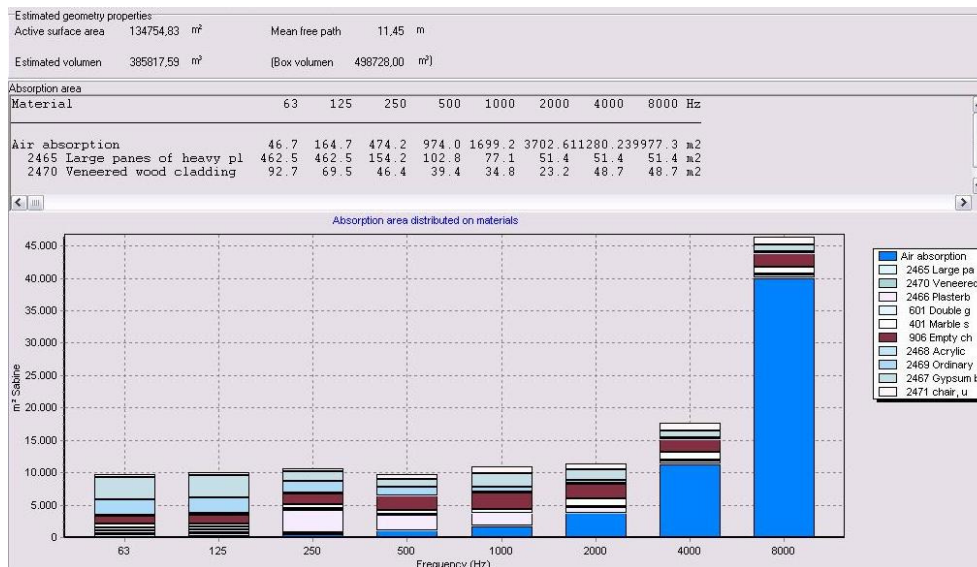 Estimated geometry properties
Active surface area 134754,83 m² Mean free path 11,45 m
Estimated volumen 385817,59 m³ (Box volumen 498728,00 m³)
Absorption area
Material 63 125 250 500 1000 2000 4000 8000 Hz
Air absorption 46.7 164.7 474.2 974.0 1699.2 3702.611280.239977.3 m2
2465 Large panes of heavy pl 462.5 462.5 154.2 102.8 77.1 51.4 51.4 51.4 m2
2470 Veneered wood cladding 92.7 69.5 46.4 39.4 34.8 23.2 48.7 48.7 m2
Absorption area distributed on materials
45.000
40.000
35.000
30.000
25.000
20.000
15.000
10.000
5.000
0
m² Sabine
63 125 250 500 1000 2000 4000 8000
Frequency (Hz)
Air absorption
2465 Large pa
2470 Veneered
2466 Plasterb
601 Double g
401 Marble s
906 Empty ch
2468 Acrylic
2469 Ordinary
2467 Gypsum b
2471 chair, u